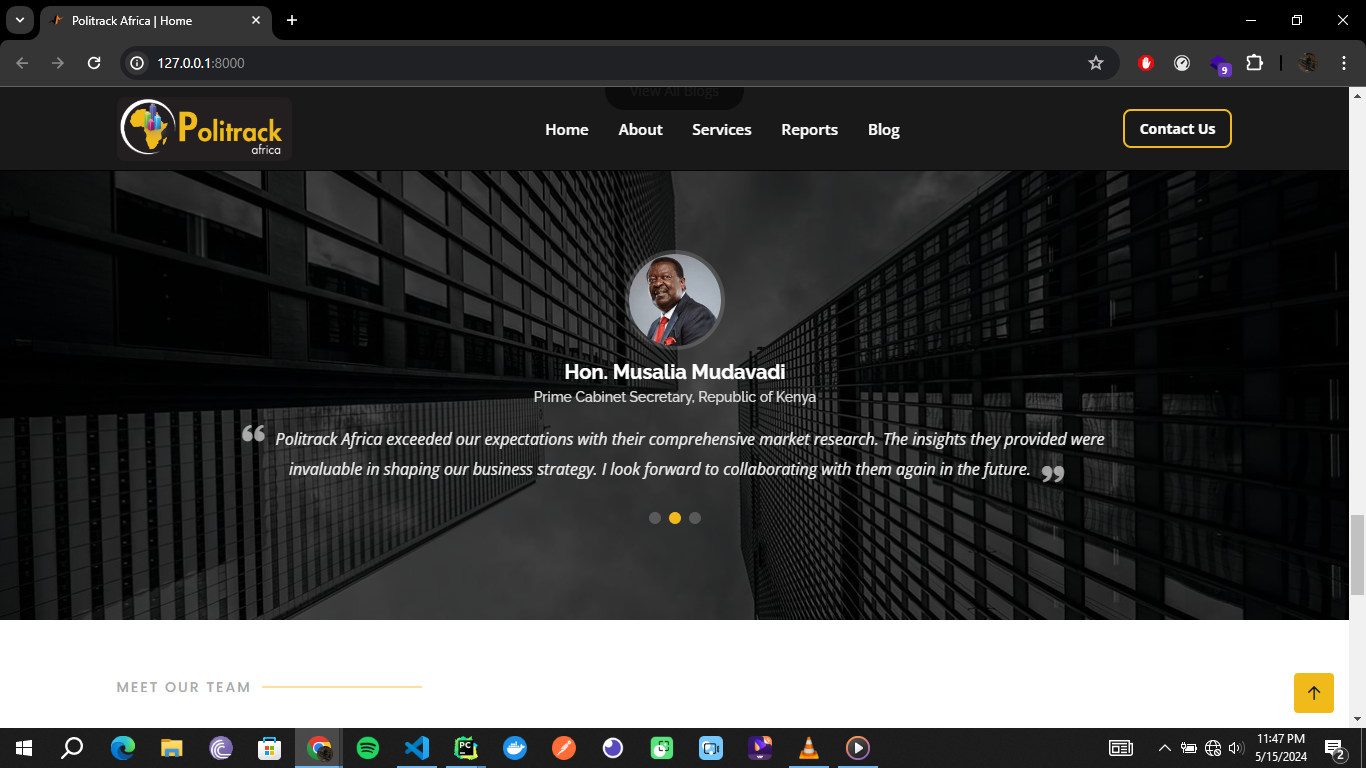 Politrack Africa | Home
127.0.0.1:8000
9
View All Blogs
Politrack
africa
Home
About
Services
Reports
Blog
Contact Us
Hon. Musalia Mudavadi
Prime Cabinet Secretary, Republic of Kenya
“ Politrack Africa exceeded our expectations with their comprehensive market research. The insights they provided were
invaluable in shaping our business strategy. I look forward to collaborating with them again in the future. ”
MEET OUR TEAM
PC
11:47 PM
5/15/2024
2